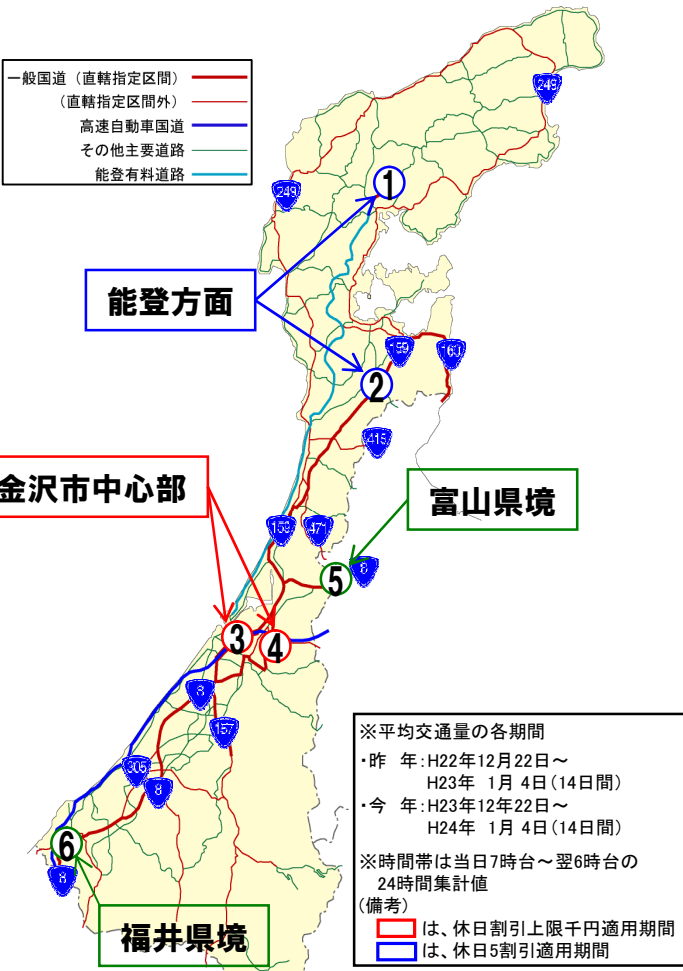 一般国道（直轄指定区間）
（直轄指定区間外）
高速自動車国道
その他主要道路
能登有料道路
249
249
1
能登方面
159
160
2
415
金沢市中心部
富山県境
159
471
8
5
3
4
8
157
305
8
6
8
福井県境
※平均交通量の各期間
・昨　年：H22年12月22日～
H23年 1月 4日（14日間）
・今　年：H23年12年22日～
H24年 1月 4日（14日間）
※時間帯は当日7時台～翌6時台の
24時間集計値
（備考）
は、休日割引上限千円適用期間
は、休日5割引適用期間